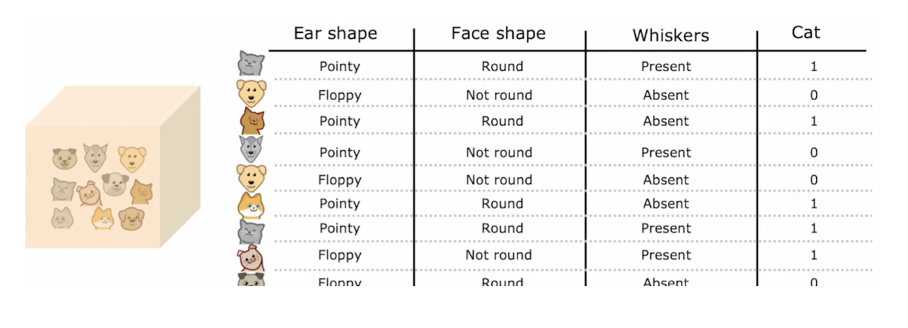 Ear shape Face shape Whiskers Cat
Pointy Round Present 1
Floppy Not round Absent 0
Pointy Round Absent 1
Pointy Not round Present 0
Floppy Not round Absent 0
Pointy Round Absent 1
Pointy Round Present 1
Floppy Not round Present 1
Floppy Round Absent 0